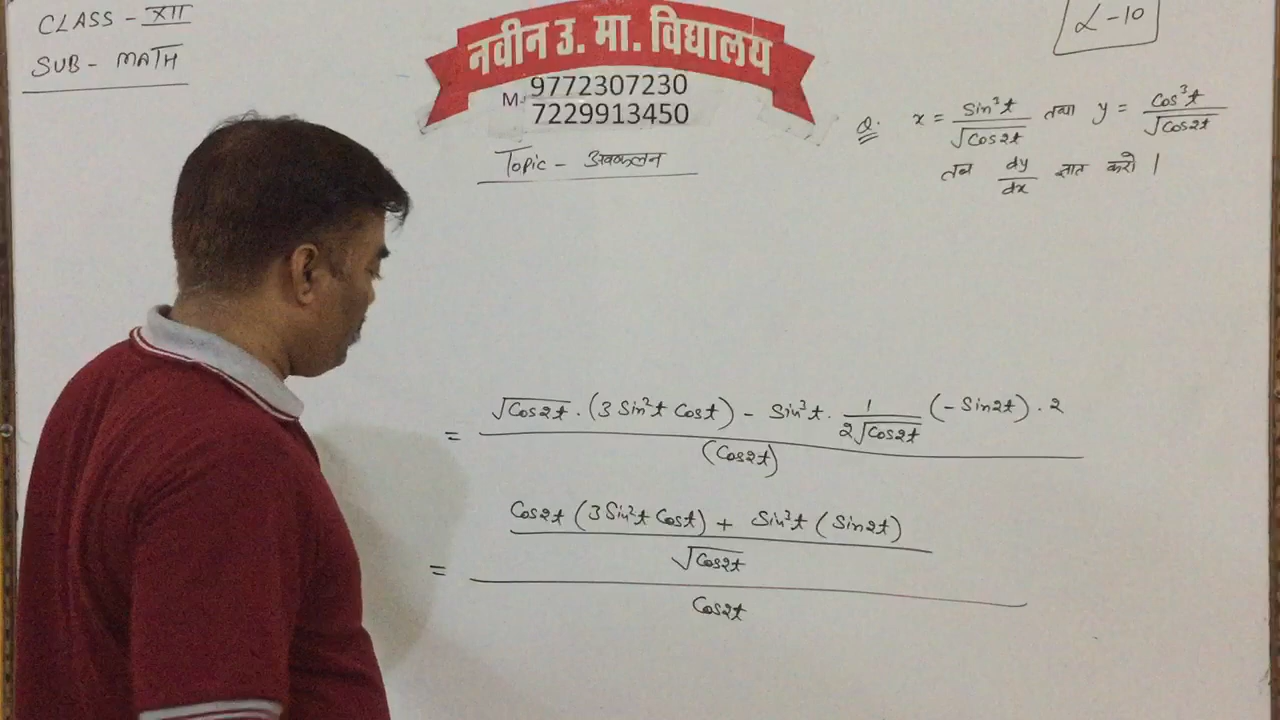 CLASS - XII
SUB - MATH
नवीन उ. मा. विद्यालय
M. 9772307230
7229913450
Topic - अवकलन
L-10
Q. x = Sin³t / √Cos2t तथा y = Cos³t / √Cos2t
तब dy/dx ज्ञात करो ।
= √Cos2t · (3 Sin²t Cost) - Sin³t · 1 / 2√Cos2t (-Sin2t) · 2
(Cos2t)
Cos2t (3 Sin²t Cost) + Sin³t (Sin2t)
√Cos2t
=
Cos2t